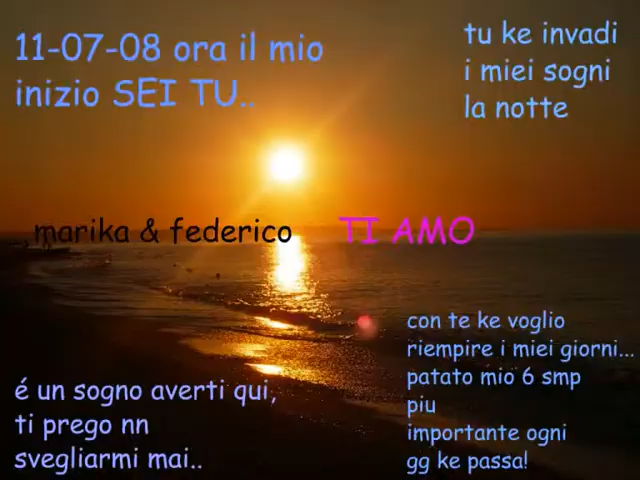 11-07-08 ora il mio
inizio SEI TU..
tu ke invadi
i miei sogni
la notte
marika & federico
TI AMO
con te ke voglio
riempire i miei giorni...
patato mio 6 smp
piu
importante ogni
gg ke passa!
é un sogno averti qui,
ti prego nn
svegliarmi mai..